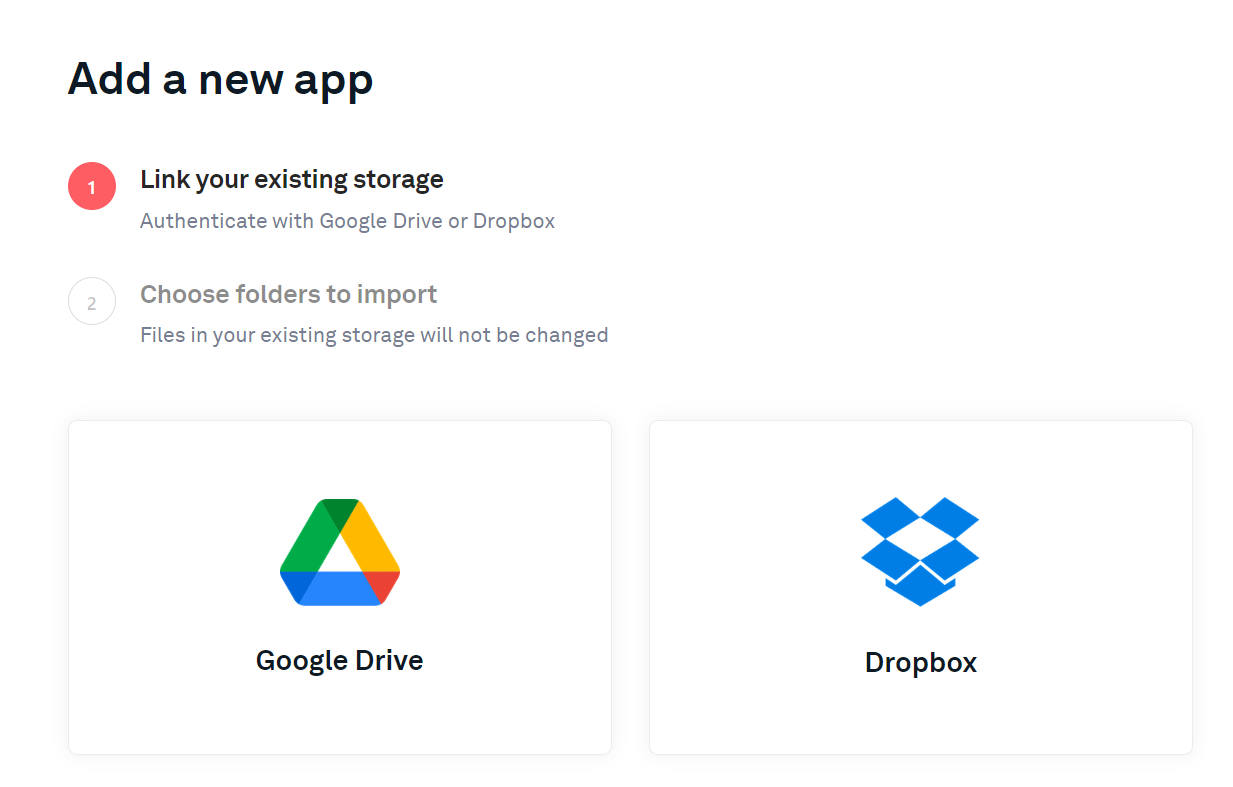 Add a new app
1
Link your existing storage
Authenticate with Google Drive or Dropbox
2
Choose folders to import
Files in your existing storage will not be changed
Google Drive
Dropbox